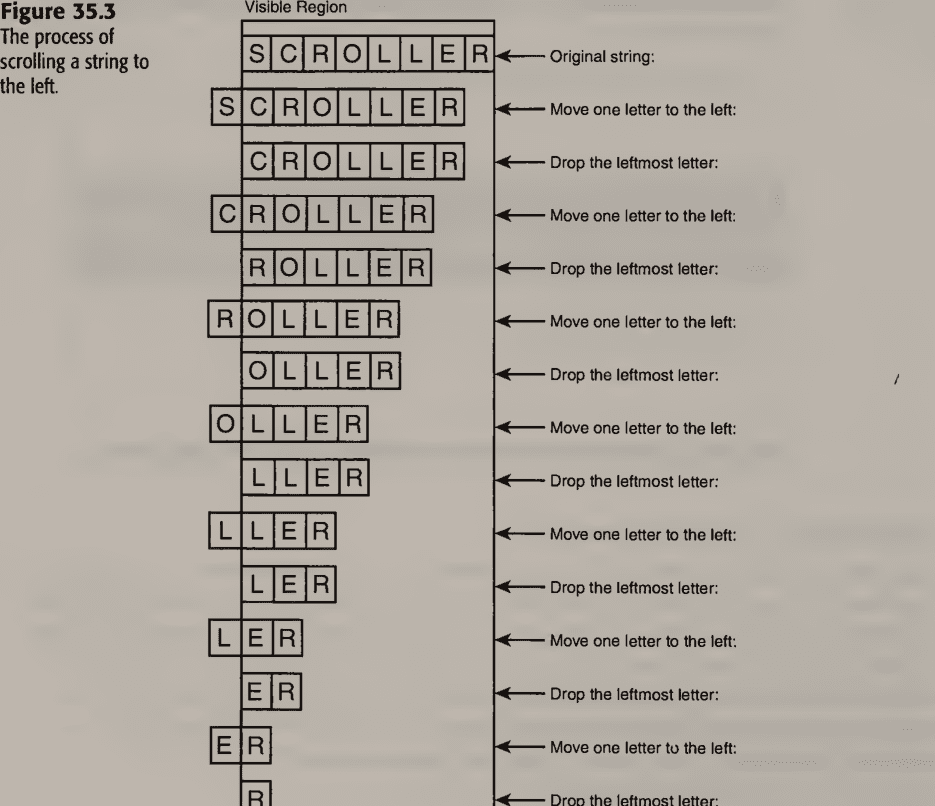 Figure 35.3
The process of
scrolling a string to
the left.
Visible Region
SCROLLER Original string:
SCROLLER Move one letter to the left:
CROLLER Drop the leftmost letter:
CROLLER Move one letter to the left:
ROLLER Drop the leftmost letter:
ROLLER Move one letter to the left:
OLLER Drop the leftmost letter:
OLLER Move one letter to the left:
LLER Drop the leftmost letter:
LLER Move one letter to the left:
LER Drop the leftmost letter:
LER Move one letter to the left:
ER Drop the leftmost letter:
ER Move one letter to the left:
R Drop the leftmost letter: